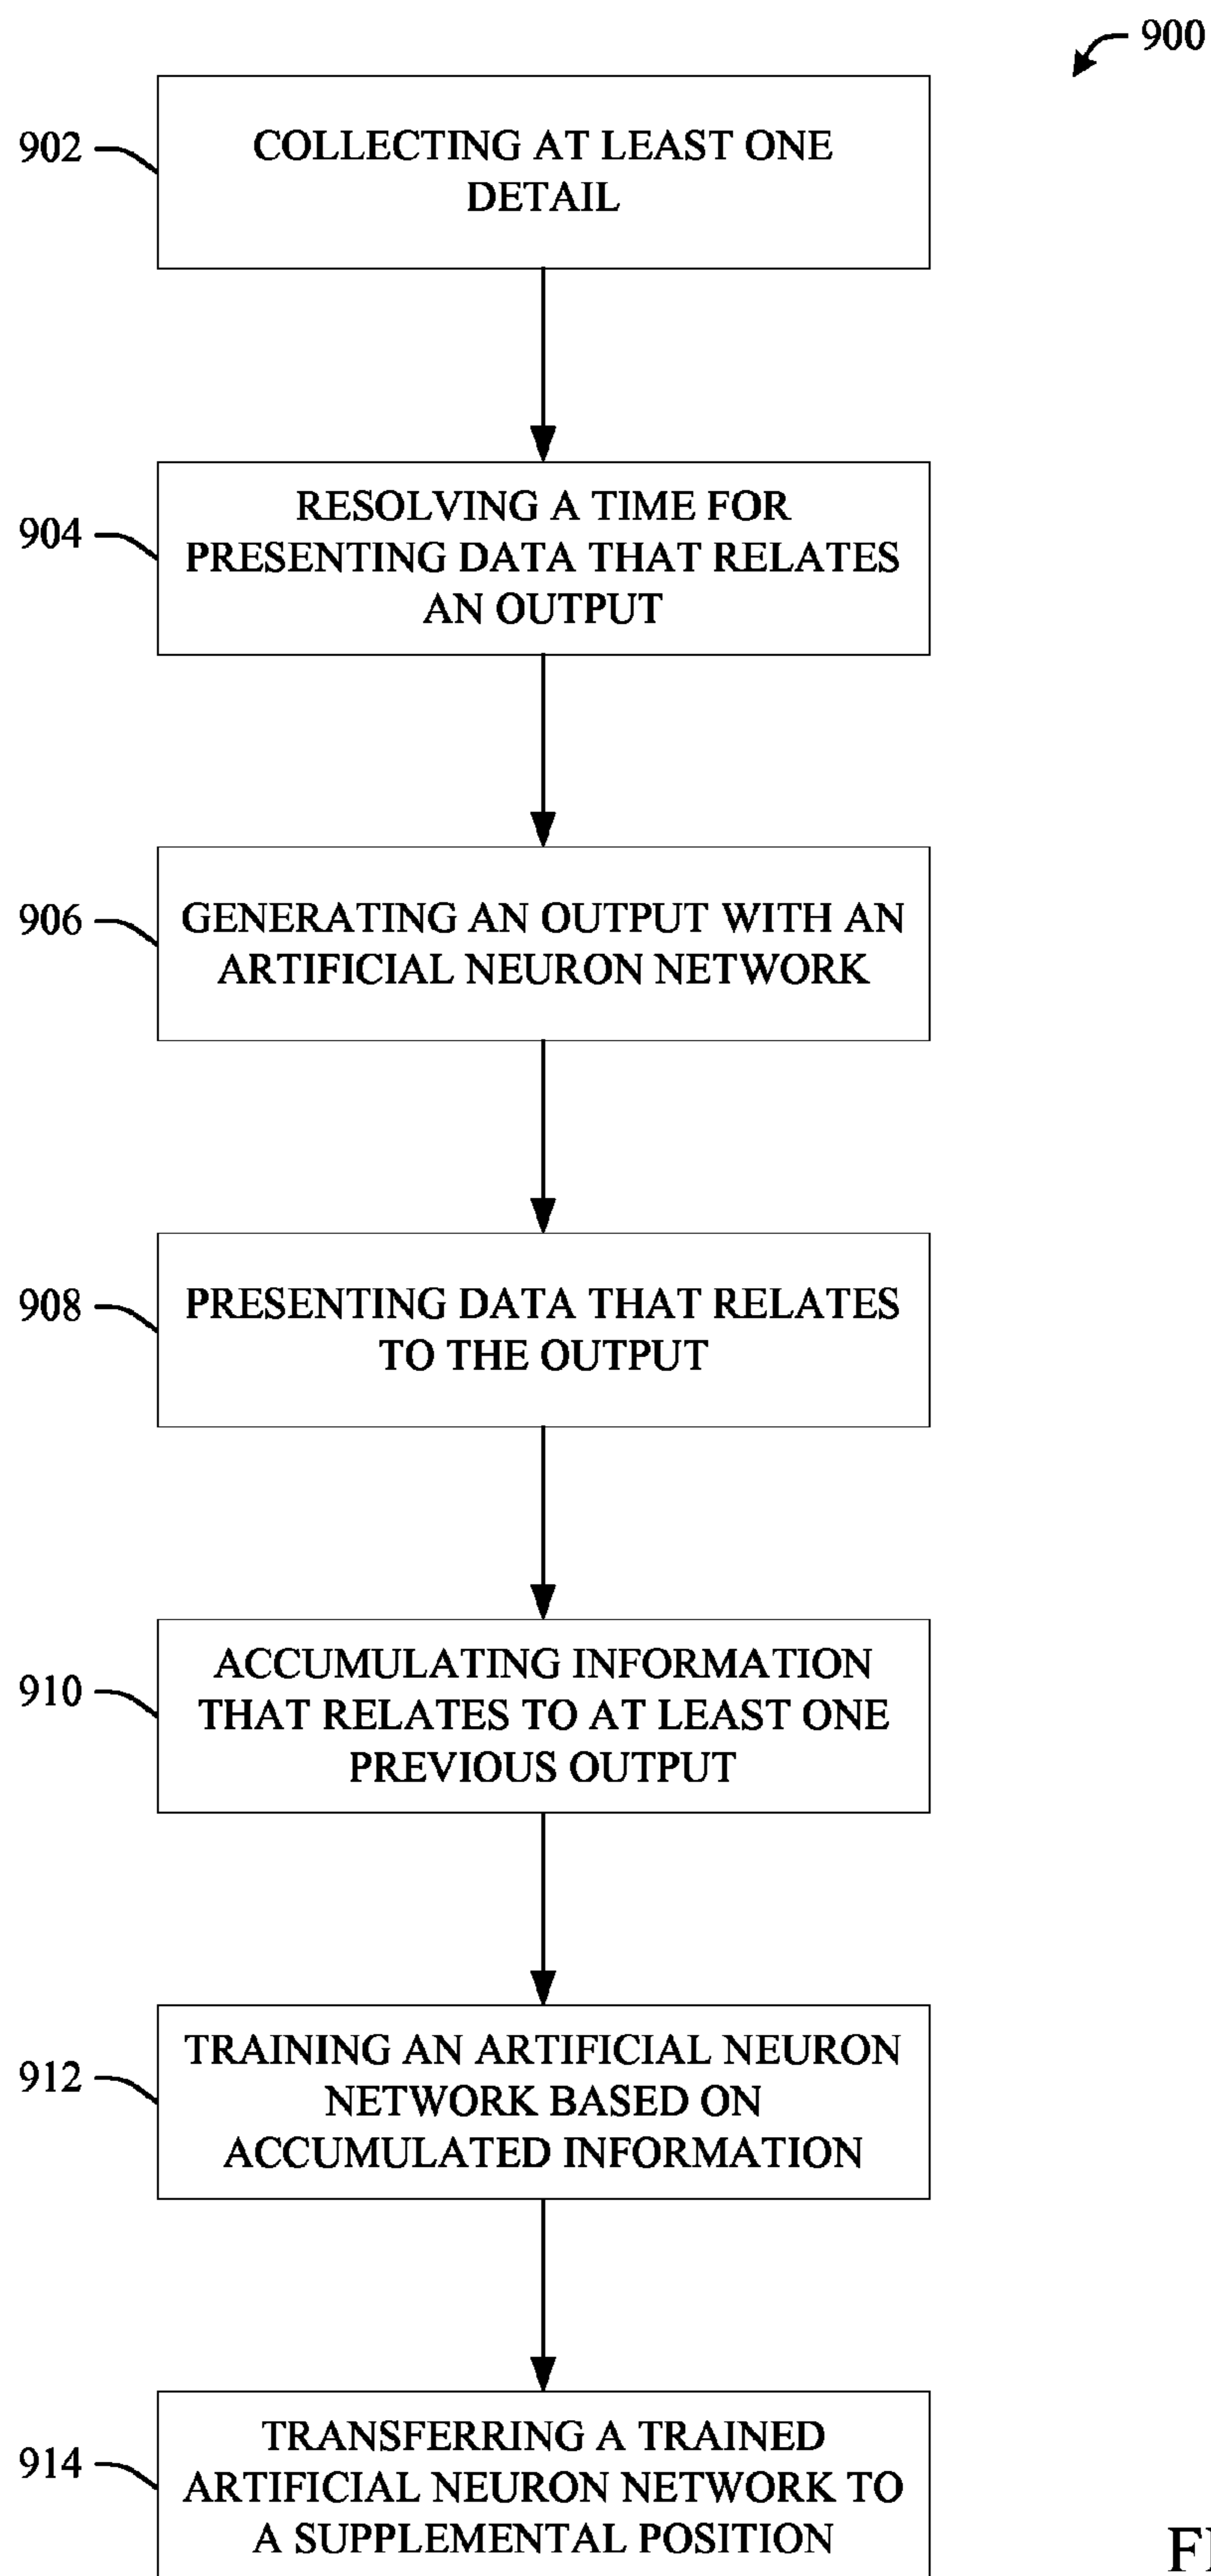 900
902
COLLECTING AT LEAST ONE
DETAIL
904
RESOLVING A TIME FOR
PRESENTING DATA THAT RELATES
AN OUTPUT
906
GENERATING AN OUTPUT WITH AN
ARTIFICIAL NEURON NETWORK
908
PRESENTING DATA THAT RELATES
TO THE OUTPUT
910
ACCUMULATING INFORMATION
THAT RELATES TO AT LEAST ONE
PREVIOUS OUTPUT
912
TRAINING AN ARTIFICIAL NEURON
NETWORK BASED ON
ACCUMULATED INFORMATION
914
TRANSFERRING A TRAINED
ARTIFICIAL NEURON NETWORK TO
A SUPPLEMENTAL POSITION